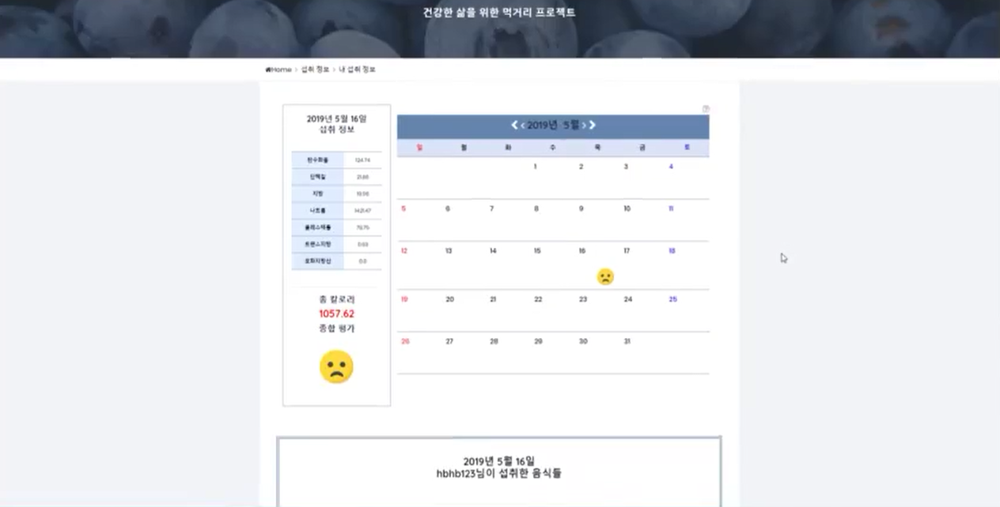 건강한 삶을 위한 먹거리 프로젝트
Home > 섭취 정보 > 내 섭취 정보
2019년 5월 16일
섭취 정보
탄수화물 124.74
단백질 21.88
지방
나트륨 1421.47
콜레스테롤
트랜스지방
포화지방산 0.0
총 칼로리
1057.62
종합 평가
2019년 5월
일 월 화 수 목 금 토
1 2 3 4
5 6 7 8 9 10 11
12 13 14 15 16 17 18
19 20 21 22 23 24 25
26 27 28 29 30 31
2019년 5월 16일
hbhb123님이 섭취한 음식들